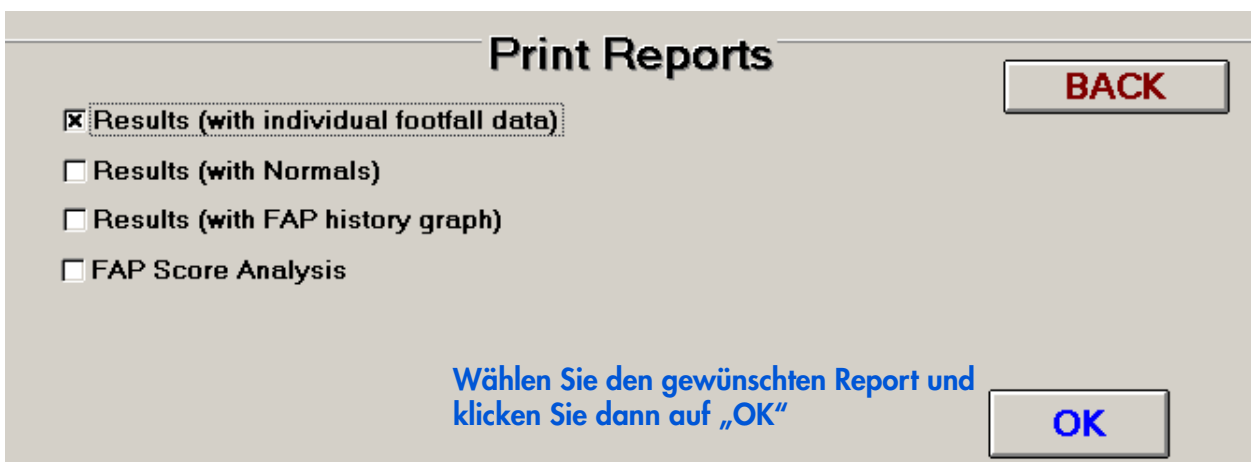 Print Reports
BACK
Results (with individual footfall data)
Results (with Normals)
Results (with FAP history graph)
FAP Score Analysis
Wählen Sie den gewünschten Report und
klicken Sie dann auf „OK“
OK